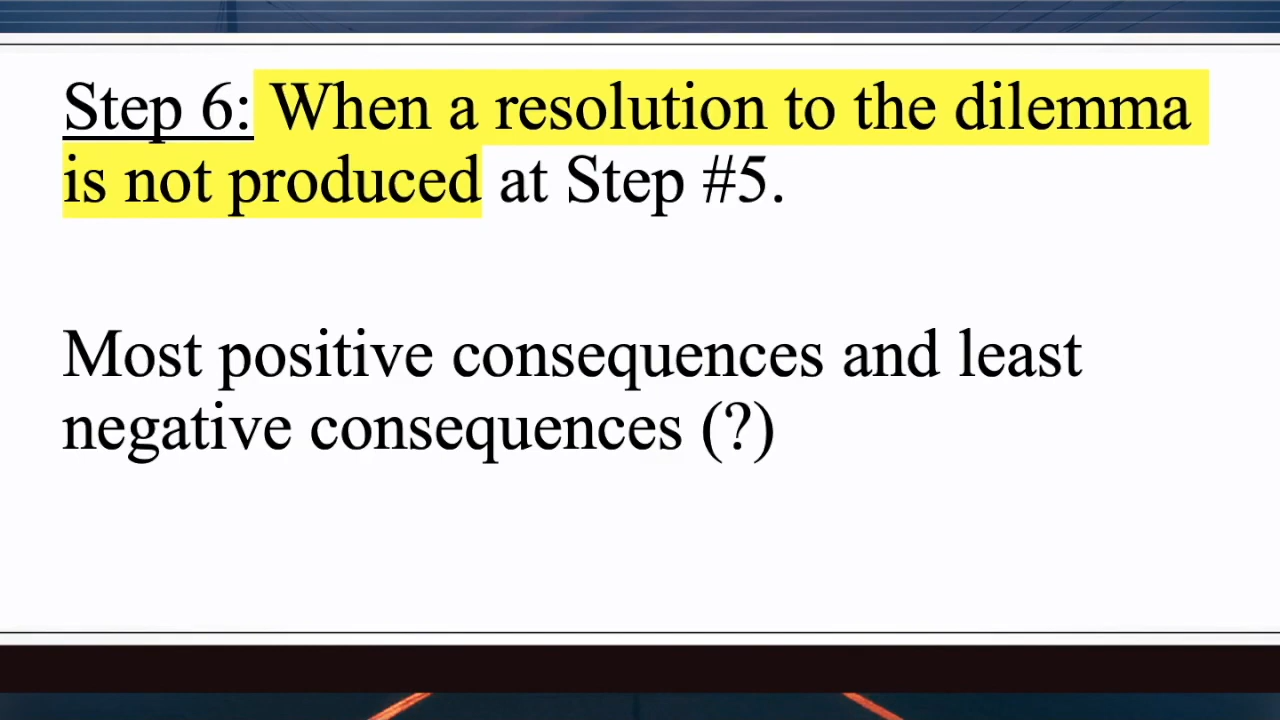 Step 6: When a resolution to the dilemma
is not produced at Step #5.
Most positive consequences and least
negative consequences (?)